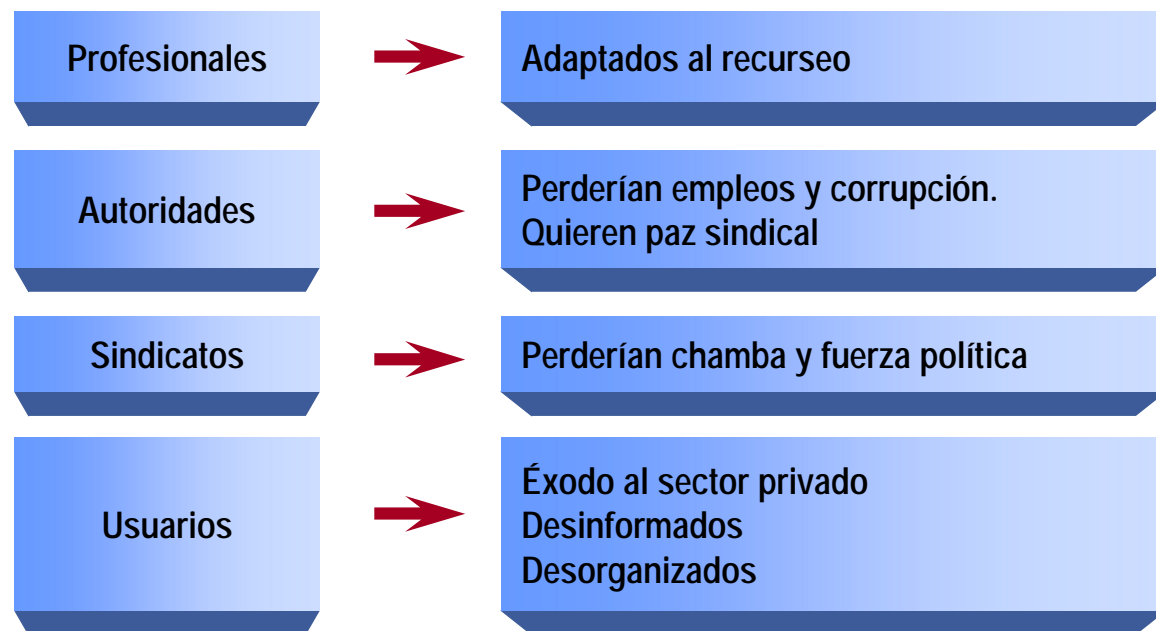 Profesionales
Adaptados al recurseo
Autoridades
Perderían empleos y corrupción.
Quieren paz sindical
Sindicatos
Perderían chamba y fuerza política
Usuarios
Éxodo al sector privado
Desinformados
Desorganizados